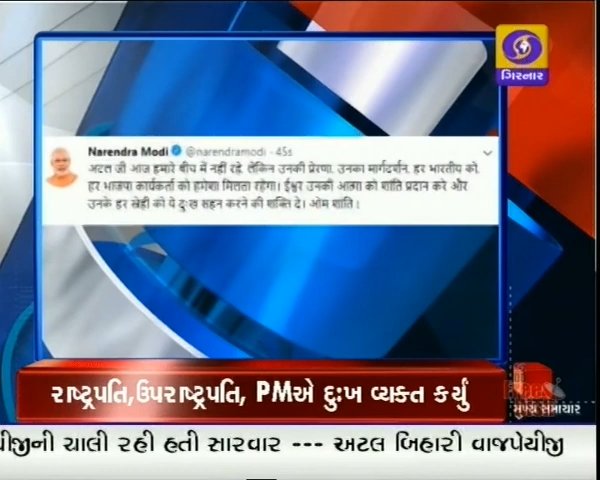 ગિરનાર
Narendra Modi @narendramodi · 45s
अटल जी आज हमारे बीच में नहीं रहे, लेकिन उनकी प्रेरणा, उनका मार्गदर्शन, हर भारतीय को,
हर भाजपा कार्यकर्ता को हमेशा मिलता रहेगा। ईश्वर उनकी आत्मा को शांति प्रदान करे और
उनके हर स्नेही को ये दुःख सहन करने की शक्ति दे। ओम शांति !
રાષ્ટ્રપતિ,ઉપરાષ્ટ્રપતિ, PMએ દુઃખ વ્યક્ત કર્યું
મુખ્ય સમાચાર
ચીજીની ચાલી રહી હતી સારવાર --- અટલ બિહારી વાજપેયીજી